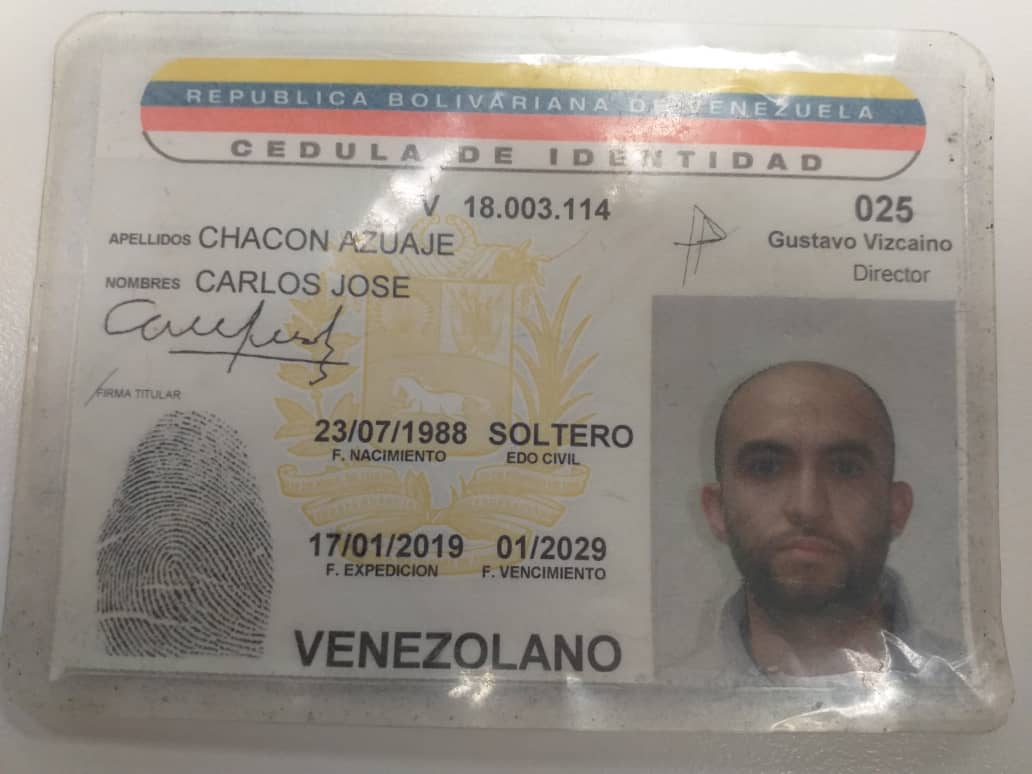 REPUBLICA BOLIVARIANA DE VENEZUELA
CEDULA DE IDENTIDAD
V 18.003.114
025
Gustavo Vizcaino
Director
APELLIDOS CHACON AZUAJE
NOMBRES CARLOS JOSE
FIRMA TITULAR
23/07/1988 SOLTERO
F. NACIMIENTO EDO CIVIL
17/01/2019 01/2029
F. EXPEDICION F. VENCIMIENTO
VENEZOLANO